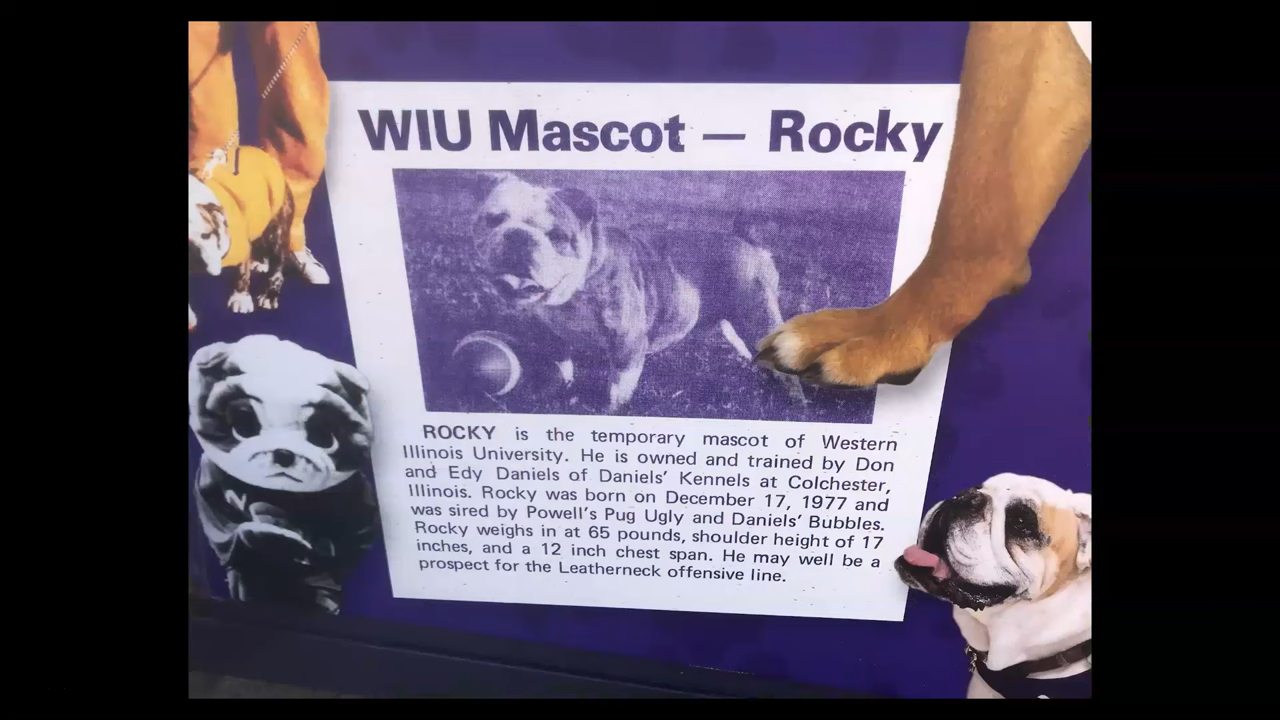 WIU Mascot — Rocky
ROCKY is the temporary mascot of Western
Illinois University. He is owned and trained by Don
and Edy Daniels of Daniels' Kennels at Colchester,
Illinois. Rocky was born on December 17, 1977 and
was sired by Powell's Pug Ugly and Daniels' Bubbles.
Rocky weighs in at 65 pounds, shoulder height of 17
inches, and a 12 inch chest span. He may well be a
prospect for the Leatherneck offensive line.